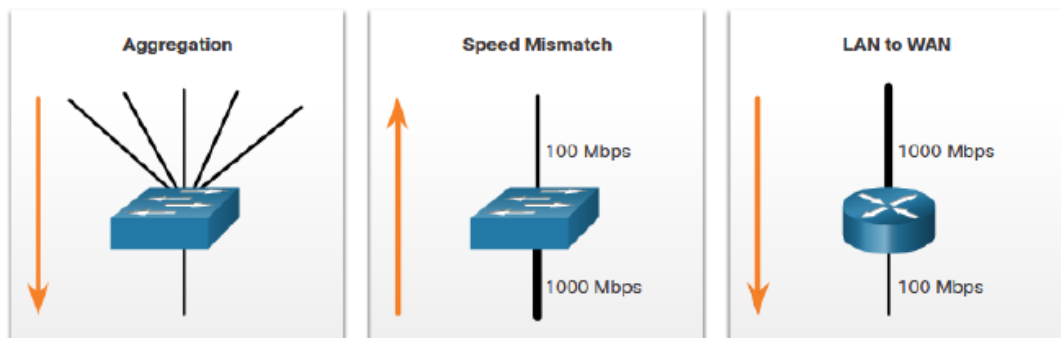 Aggregation
Speed Mismatch
100 Mbps
1000 Mbps
LAN to WAN
1000 Mbps
100 Mbps